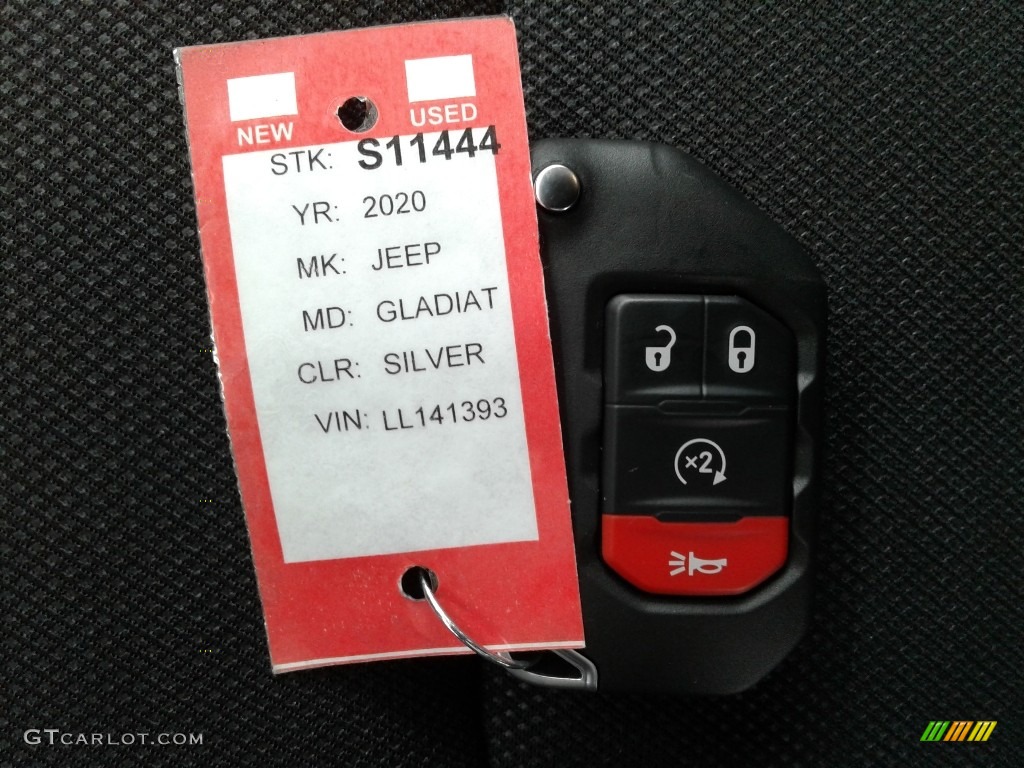 NEW USED
STK: S11444
YR: 2020
MK: JEEP
MD: GLADIAT
CLR: SILVER
VIN: LL141393
×2
GTCARLOT.COM